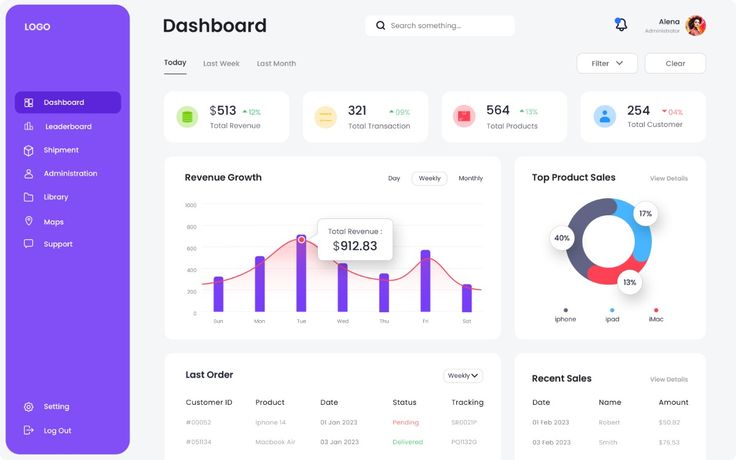 LOGO
Dashboard
Search something...
Alena
Administrator
Today
Last Week
Last Month
Filter
Clear
Dashboard
Leaderboard
Shipment
Administration
Library
Maps
Support
Setting
Log Out
$513 12%
Total Revenue
321 09%
Total Transaction
564 13%
Total Products
254 04%
Total Customer
Revenue Growth
Day
Weekly
Monthly
1000
800
600
400
200
0
Total Revenue :
$912.83
Sun
Mon
Tue
Wed
Thu
Fri
Sat
Top Product Sales
View Details
17%
40%
13%
iphone
ipad
iMac
Last Order
Weekly
Customer ID Product Date Status Tracking
#00052 Iphone 14 01 Jan 2023 Pending
#051134 Macbook Air 03 Jan 2023 Delivered PQ1132G
Recent Sales
View Details
Date Name Amount
01 Feb 2023 Robert $50.82
03 Feb 2023 Smith $76.53